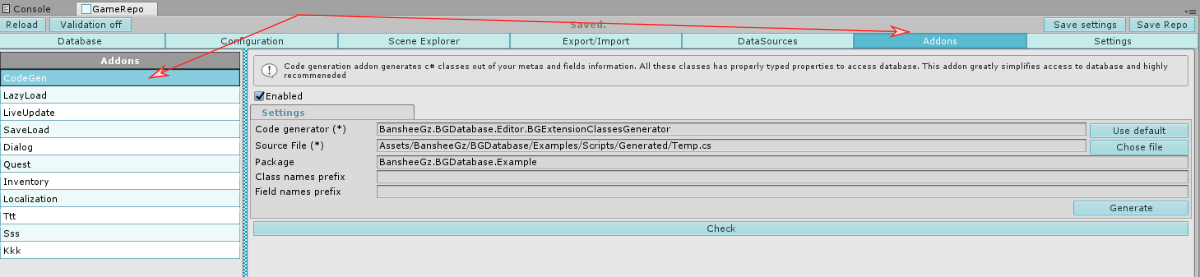 Console GameRepo
Reload Validation off Saved. Save settings Save Repo
Database Configuration Scene Explorer Export/Import DataSources Addons Settings
Addons
CodeGen
LazyLoad
LiveUpdate
SaveLoad
Dialog
Quest
Inventory
Localization
Ttt
Sss
Kkk
Code generation addon generates c# classes out of your metas and fields information. All these classes has properly typed properties to access database. This addon greatly simplifies access to database and highly
recommeneded
Enabled
Settings
Code generator (*) BansheeGz.BGDatabase.Editor.BGExtensionClassesGenerator Use default
Source File (*) Assets/BansheeGz/BGDatabase/Examples/Scripts/Generated/Temp.cs Chose file
Package BansheeGz.BGDatabase.Example
Class names prefix
Field names prefix
Generate
Check